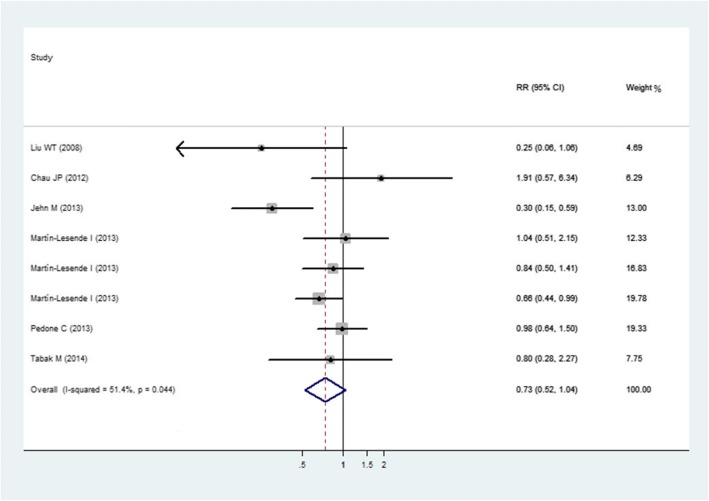 Study
RR (95% CI) Weight %
Liu WT (2008) 0.25 (0.06, 1.06) 4.69
Chau JP (2012) 1.91 (0.57, 6.34) 6.29
Jehn M (2013) 0.30 (0.15, 0.59) 13.00
Martín-Lesende I (2013) 1.04 (0.51, 2.15) 12.33
Martín-Lesende I (2013) 0.84 (0.50, 1.41) 16.83
Martín-Lesende I (2013) 0.66 (0.44, 0.99) 19.78
Pedone C (2013) 0.98 (0.64, 1.50) 19.33
Tabak M (2014) 0.80 (0.28, 2.27) 7.75
Overall (I-squared = 51.4%, p = 0.044) 0.73 (0.52, 1.04) 100.00
.5 1 1.5 2